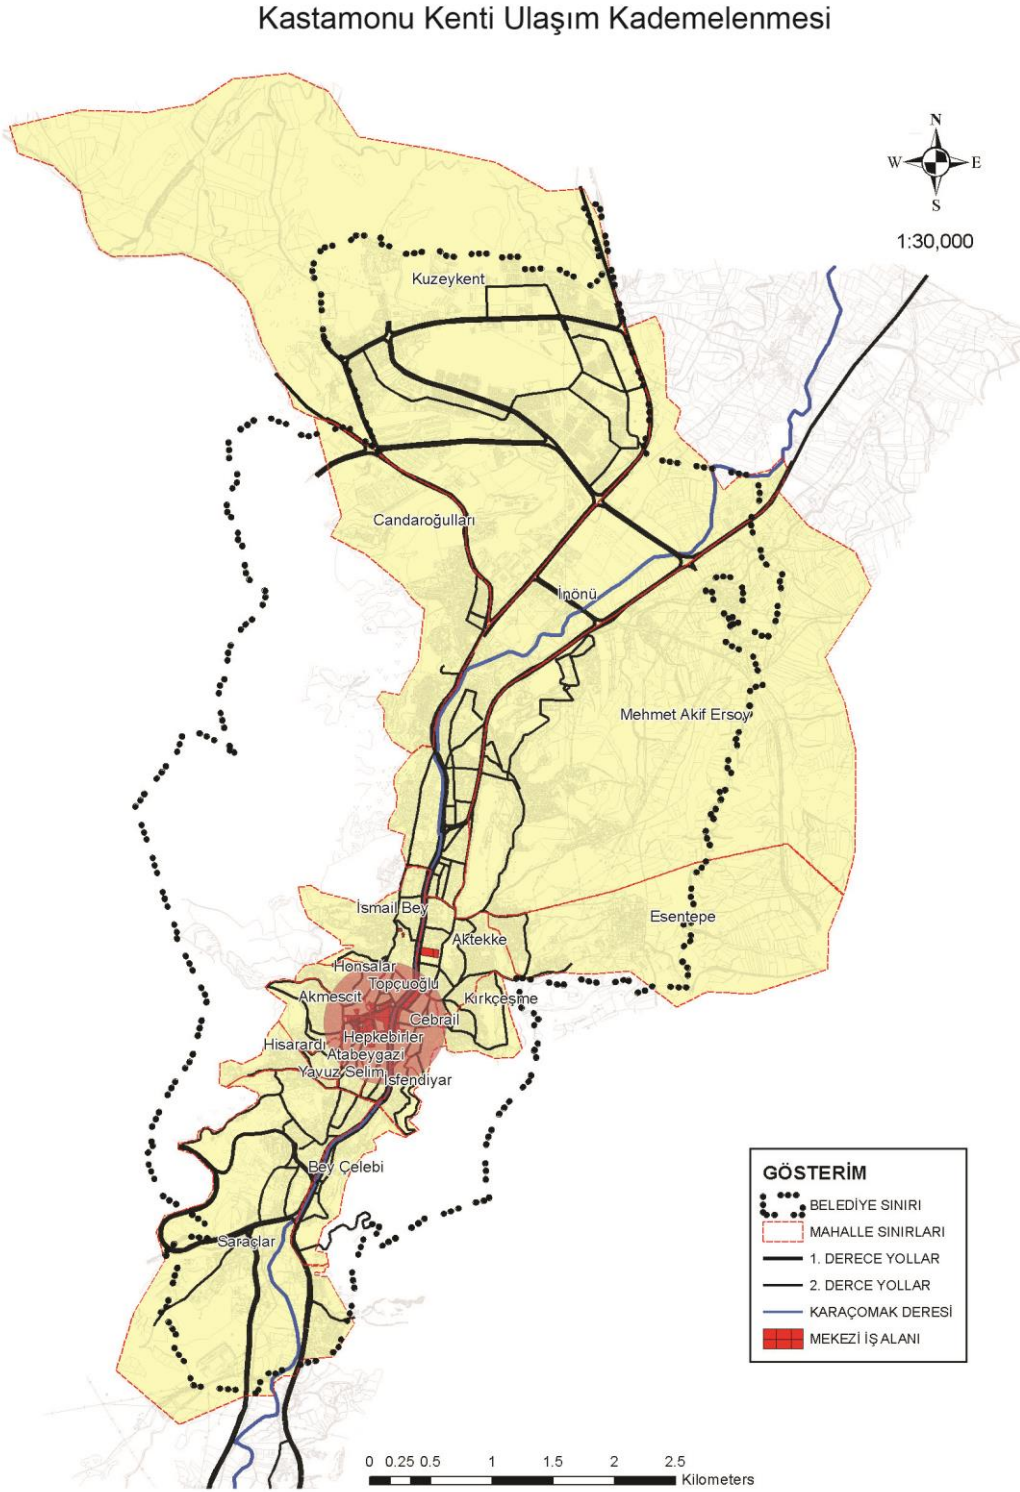 Kastamonu Kenti Ulaşım Kademelenmesi
N
W E
S
1:30,000
Kuzeykent
Candaroğulları
İnönü
Mehmet Akif Ersoy
İsmail Bey
Esentepe
Aktekke
Honsalar
Topçuoğlu
Akmescit
Kırkçeşme
Cebrail
Hepkebirler
Hisarardı
Atabeygazi
Yavuz Selim
İsfendiyar
Bey Çelebi
Saraçlar
GÖSTERİM
BELEDİYE SINIRI
MAHALLE SINIRLARI
1. DERECE YOLLAR
2. DERCE YOLLAR
KARAÇOMAK DERESİ
MEKEZİ İŞ ALANI
0 0.25 0.5 1 1.5 2 2.5
Kilometers